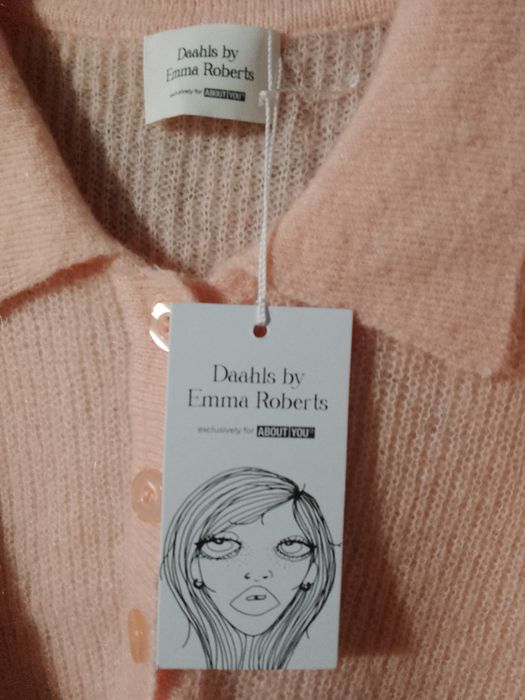 Daahls by
Emma Roberts
exclusively for ABOUT|YOU
Daahls by
Emma Roberts
exclusively for ABOUT|YOU